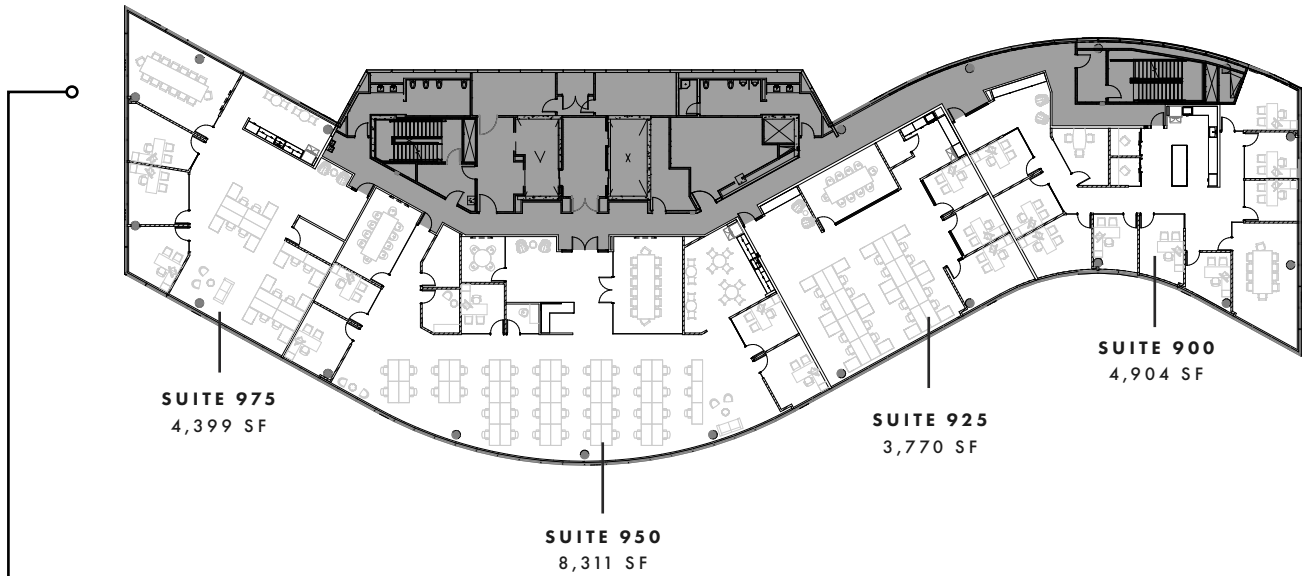 SUITE 975
4,399 SF
SUITE 950
8,311 SF
SUITE 925
3,770 SF
SUITE 900
4,904 SF